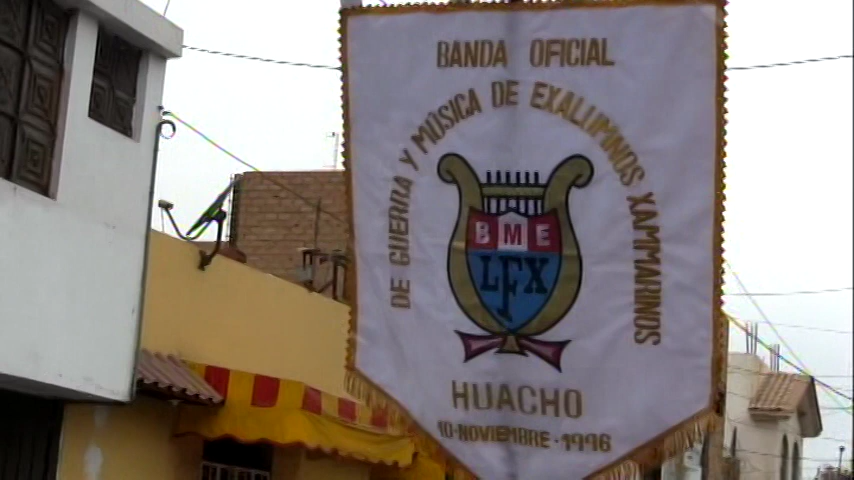 BANDA OFICIAL
DE GUERRA Y MÚSICA DE EXALUMNOS XAMMARINOS
BME
LFX
HUACHO
10-NOVIEMBRE-1996